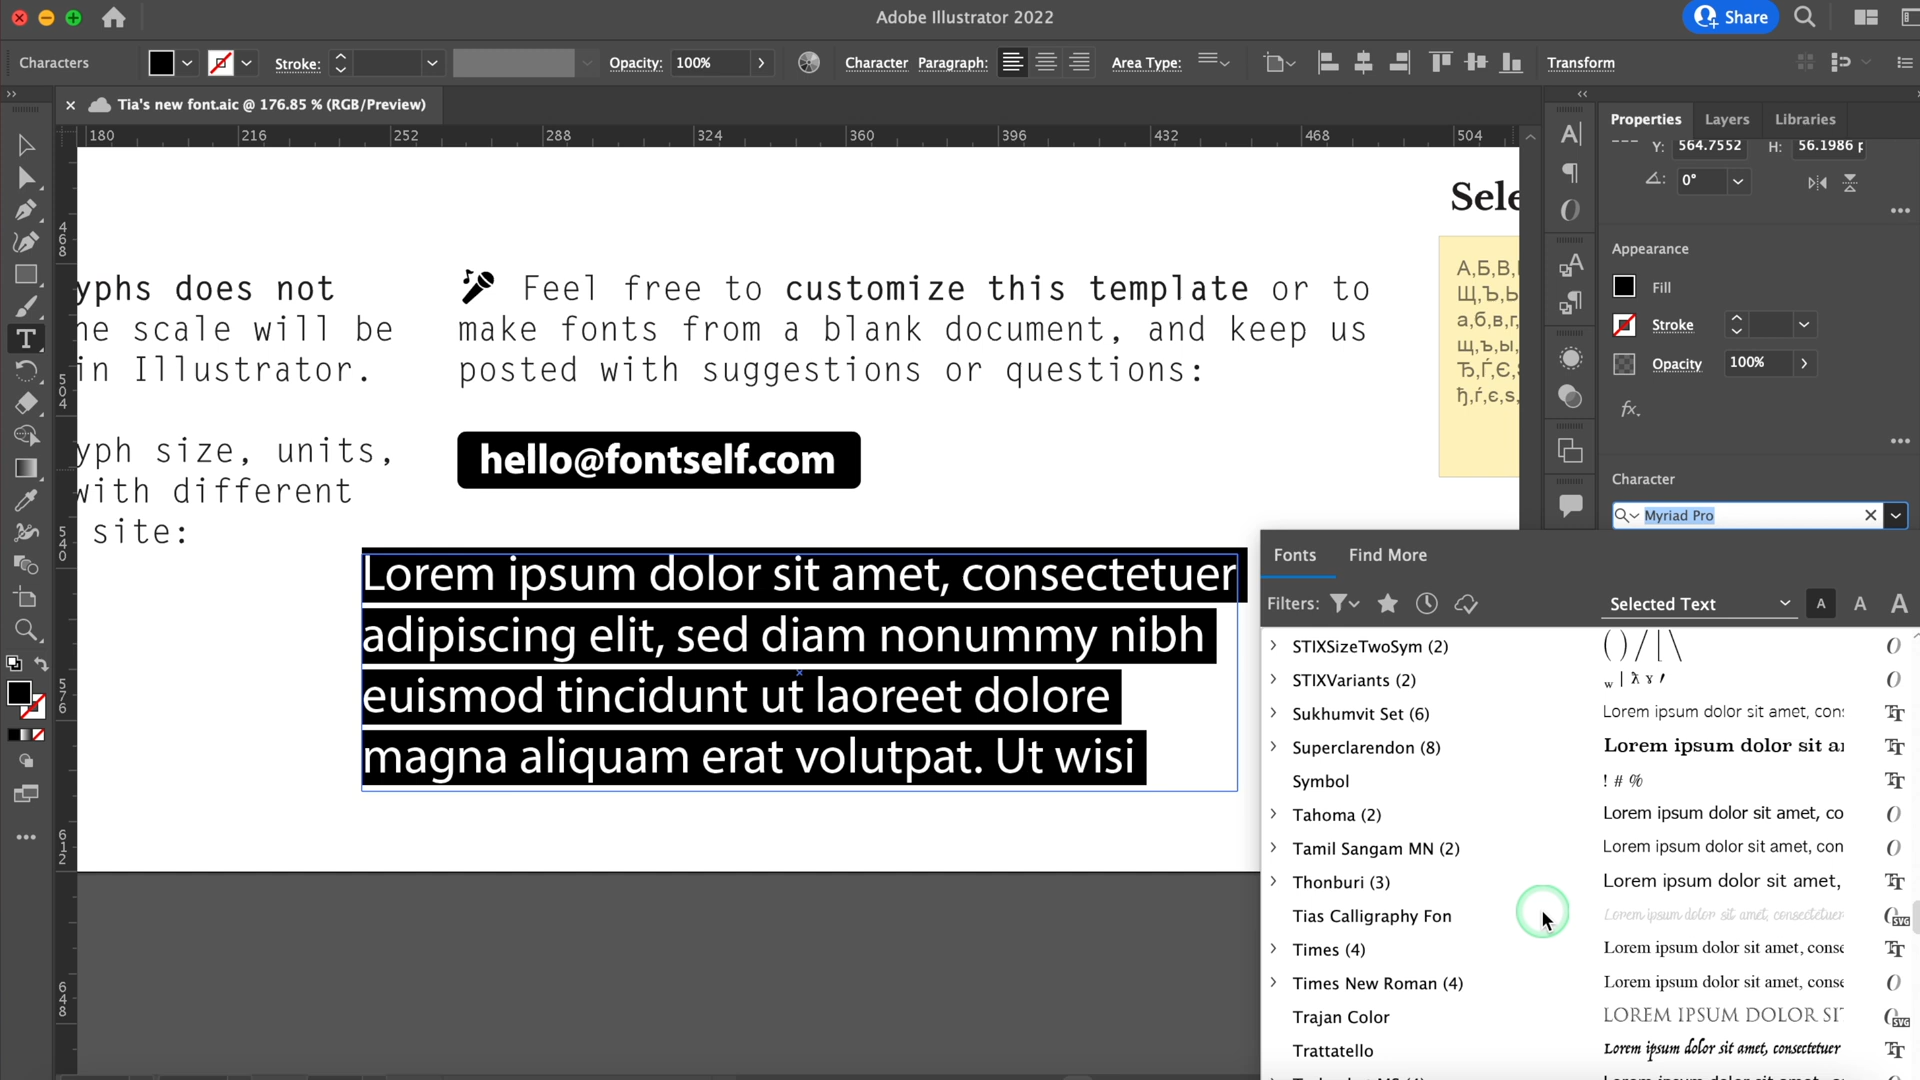 Adobe Illustrator 2022
Share
Characters
Stroke:
Opacity:
100%
Character
Paragraph:
Area Type:
Transform
Tia's new font.aic @ 176.85 % (RGB/Preview)
180 216 252 288 324 360 396 432 468 504
468
504
540
576
612
648
yphs does not
ne scale will be
in Illustrator.
yph size, units,
with different
site:
Feel free to customize this template or to
make fonts from a blank document, and keep us
posted with suggestions or questions:
hello@fontself.com
Sele
А,Б,В,
Щ,Ъ,Ь
а,б,в,г,
щ,ъ,ы,
Ђ,Ѓ,Є,
ђ,ѓ,є,ѕ,
Lorem ipsum dolor sit amet, consectetuer
adipiscing elit, sed diam nonummy nibh
euismod tincidunt ut laoreet dolore
magna aliquam erat volutpat. Ut wisi
Properties
Layers
Libraries
Y: 564.7552
H: 56.1986 p
0°
Appearance
Fill
Stroke
Opacity
100%
fx.
Character
Myriad Pro
Fonts
Find More
Filters:
Selected Text
A A A
STIXSizeTwoSym (2) ( ) / | \
STIXVariants (2)
Sukhumvit Set (6) Lorem ipsum dolor sit amet, con
Superclarendon (8) Lorem ipsum dolor sit a
Symbol ! # %
Tahoma (2) Lorem ipsum dolor sit amet, co
Tamil Sangam MN (2) Lorem ipsum dolor sit amet, con
Thonburi (3) Lorem ipsum dolor sit amet,
Tias Calligraphy Fon Lorem ipsum dolor sit amet, consectetuer
Times (4) Lorem ipsum dolor sit amet, conse
Times New Roman (4) Lorem ipsum dolor sit amet, conse
Trajan Color LOREM IPSUM DOLOR SIT
Trattatello Lorem ipsum dolor sit amet, consectetuer